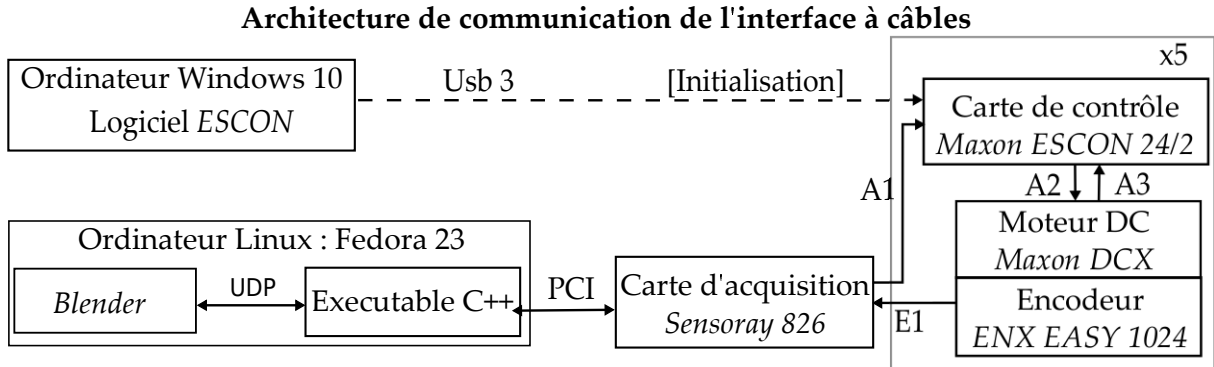 Architecture de communication de l'interface à câbles
x5
Ordinateur Windows 10
Logiciel ESCON
Usb 3
[Initialisation]
Carte de contrôle
Maxon ESCON 24/2
A1
A2
A3
Moteur DC
Maxon DCX
Encodeur
ENX EASY 1024
E1
Ordinateur Linux : Fedora 23
Blender
UDP
Executable C++
PCI
Carte d'acquisition
Sensoray 826